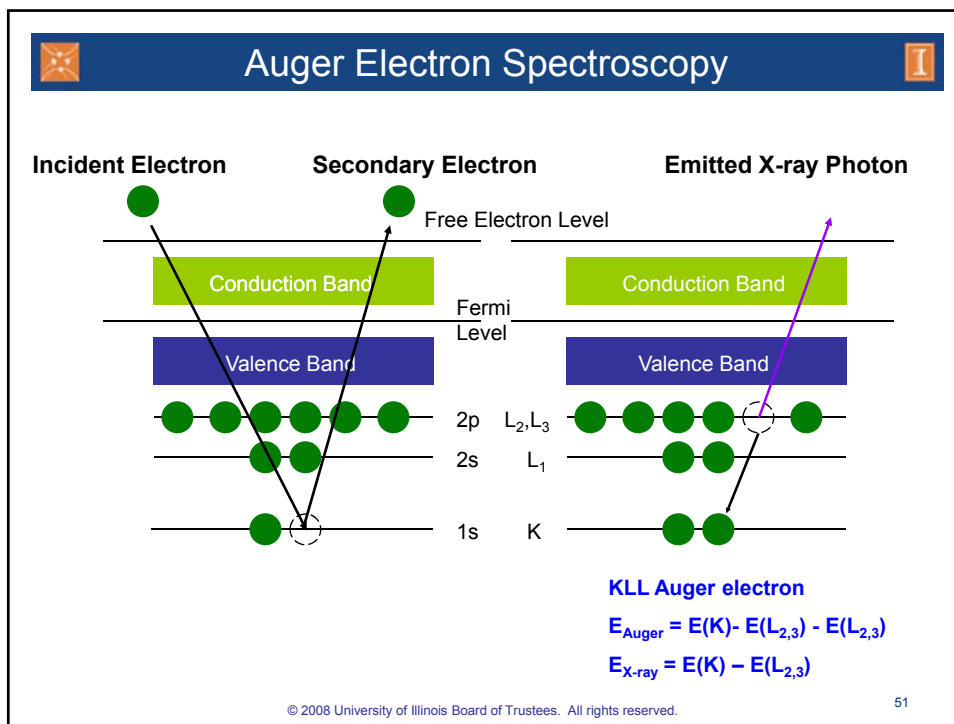 Auger Electron Spectroscopy
I
Incident Electron
Secondary Electron
Emitted X-ray Photon
Free Electron Level
Conduction Band
Conduction Band
Fermi
Level
Valence Band
Valence Band
2p L₂,L₃
2s L₁
1s K
KLL Auger electron
E_Auger = E(K)- E(L₂,₃) - E(L₂,₃)
E_X-ray = E(K) – E(L₂,₃)
© 2008 University of Illinois Board of Trustees. All rights reserved.
51